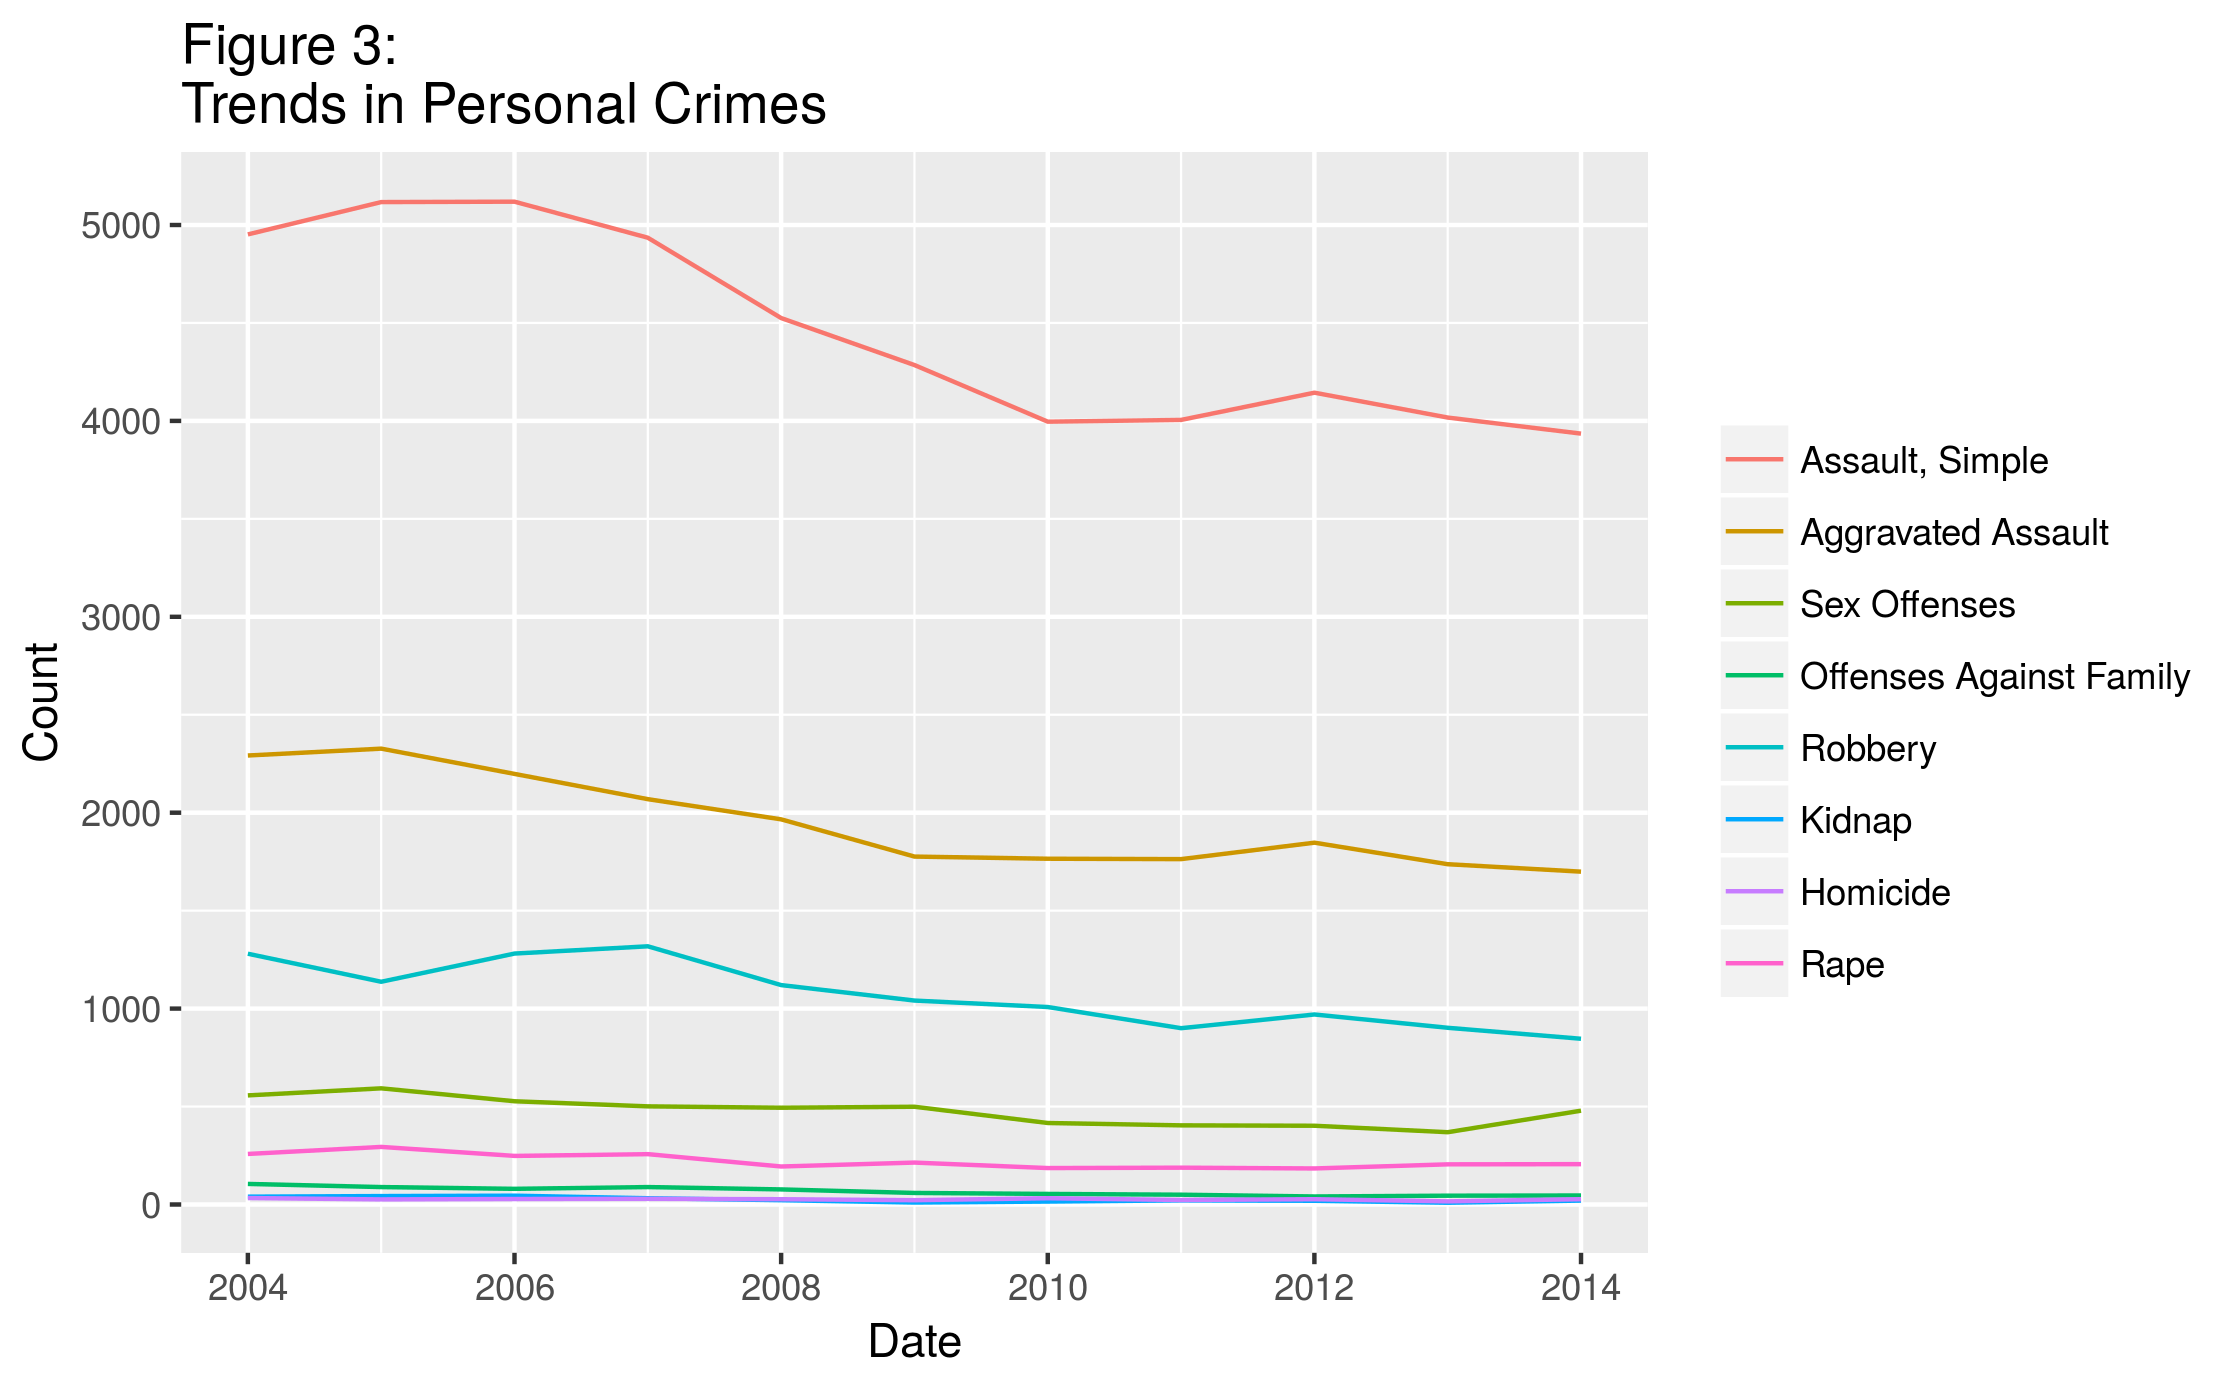 Figure 3:
Trends in Personal Crimes
5000
4000
3000
2000
1000
0
Count
2004 2006 2008 2010 2012 2014
Date
Assault, Simple
Aggravated Assault
Sex Offenses
Offenses Against Family
Robbery
Kidnap
Homicide
Rape